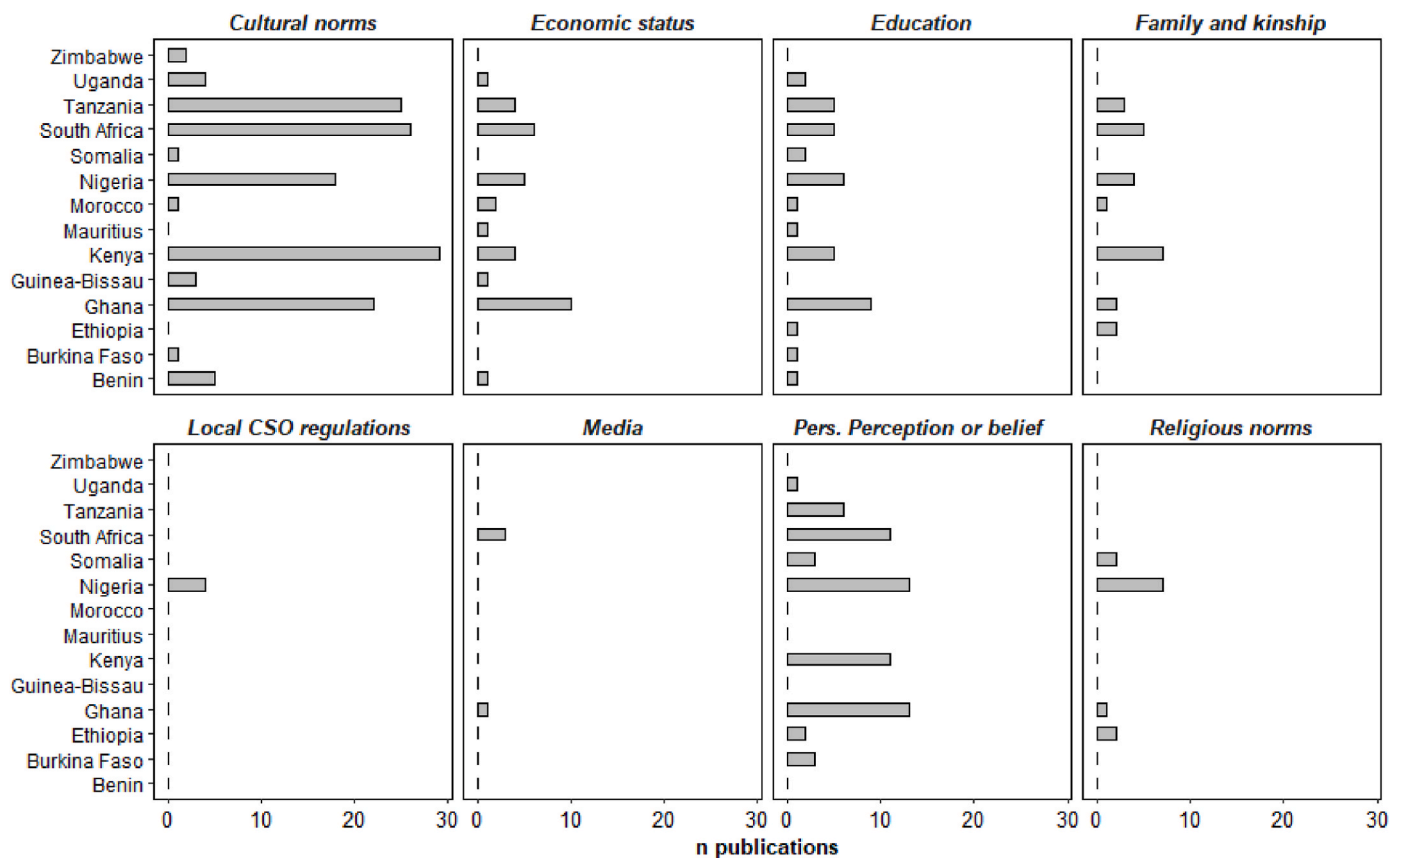 Cultural norms
Economic status
Education
Family and kinship
Zimbabwe
Uganda
Tanzania
South Africa
Somalia
Nigeria
Morocco
Mauritius
Kenya
Guinea-Bissau
Ghana
Ethiopia
Burkina Faso
Benin
Local CSO regulations
Media
Pers. Perception or belief
Religious norms
Zimbabwe
Uganda
Tanzania
South Africa
Somalia
Nigeria
Morocco
Mauritius
Kenya
Guinea-Bissau
Ghana
Ethiopia
Burkina Faso
Benin
0 10 20 30
0 10 20 30
0 10 20 30
0 10 20 30
n publications